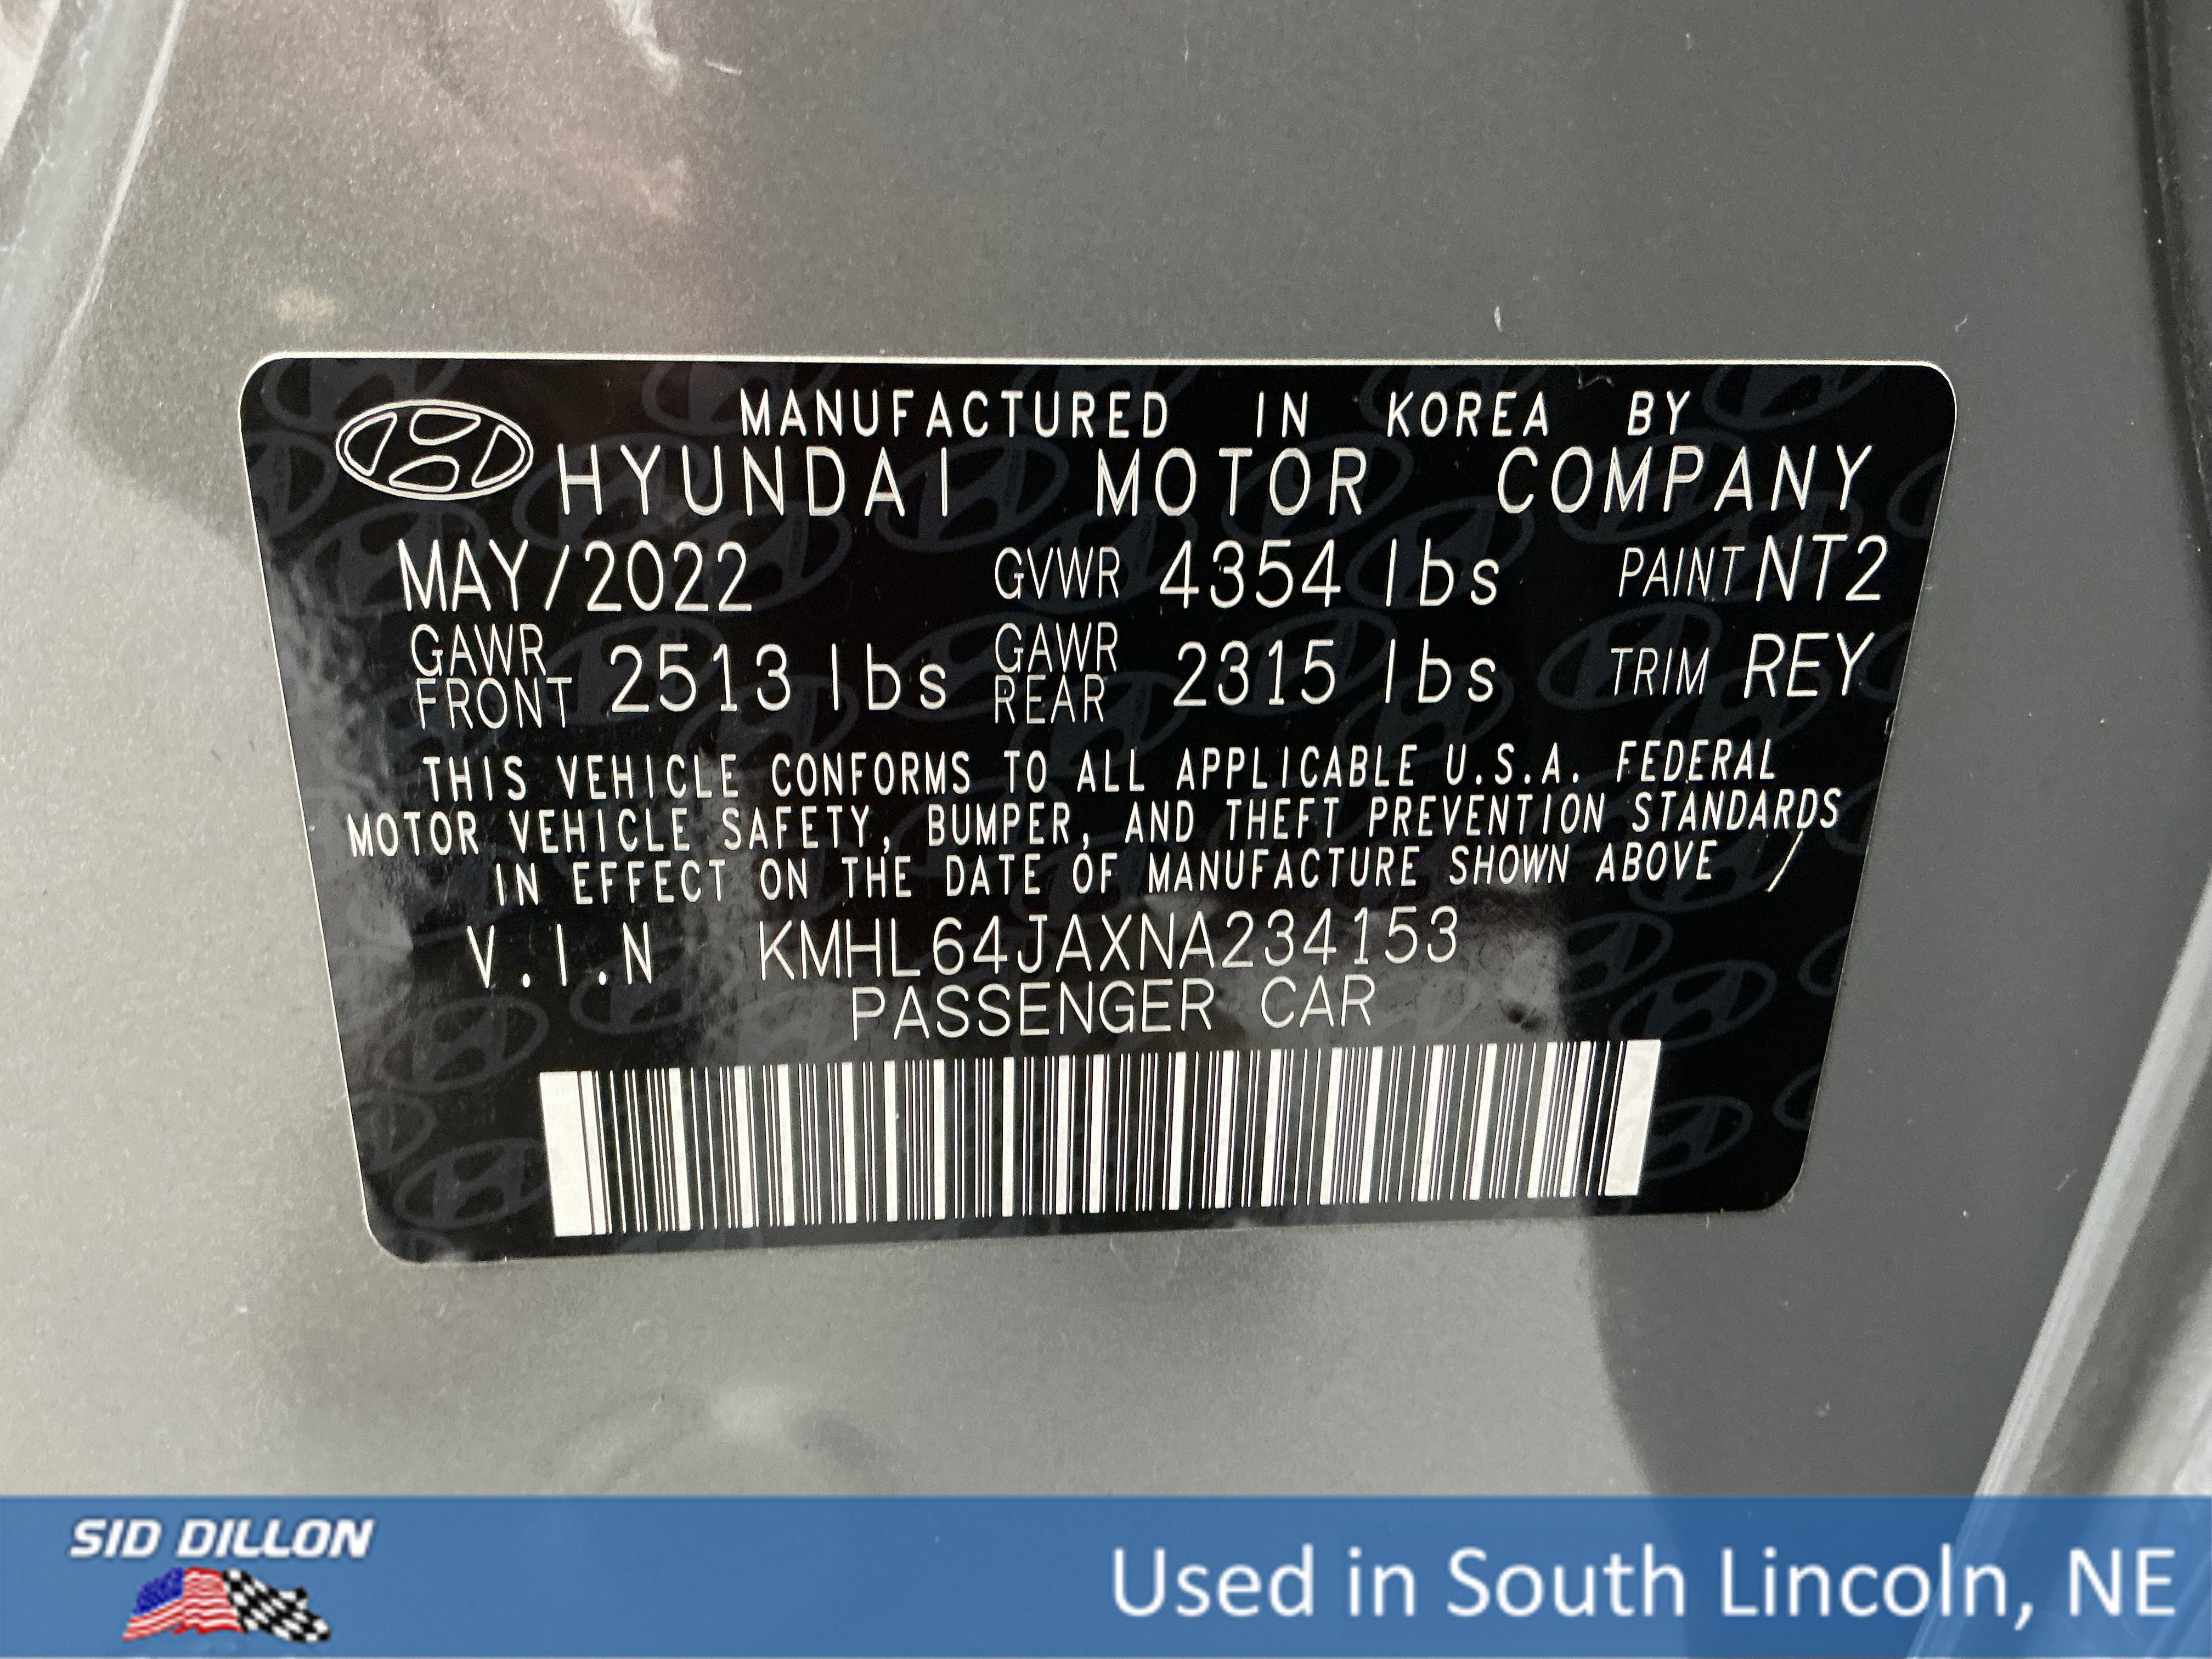 MANUFACTURED IN KOREA BY
HYUNDAI MOTOR COMPANY
MAY/2022 GVWR 4354 lbs PAINT NT2
GAWR FRONT 2513 lbs GAWR REAR 2315 lbs TRIM REY
THIS VEHICLE CONFORMS TO ALL APPLICABLE U.S.A. FEDERAL
MOTOR VEHICLE SAFETY, BUMPER, AND THEFT PREVENTION STANDARDS
IN EFFECT ON THE DATE OF MANUFACTURE SHOWN ABOVE /
V.I.N KMHL64JAXNA234153
PASSENGER CAR
SID DILLON
Used in South Lincoln, NE